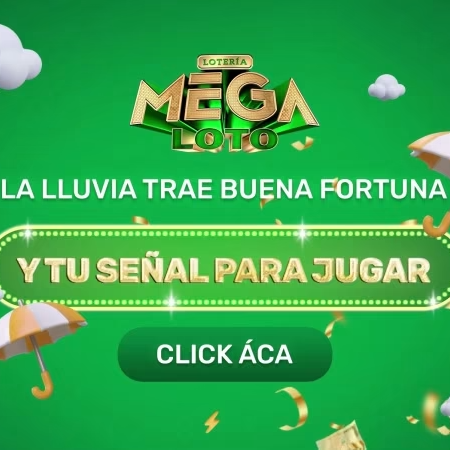 LOTERÍA
MEGA
LOTO
LA LLUVIA TRAE BUENA FORTUNA
Y TU SEÑAL PARA JUGAR
CLICK ÁCA